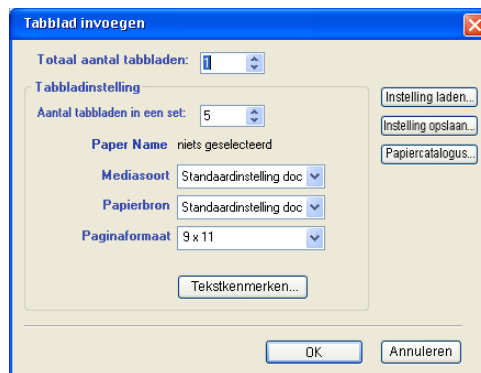 Tabblad invoegen
Totaal aantal tabbladen: 1
Tabbladinstelling
Aantal tabbladen in een set: 5
Paper Name niets geselecteerd
Mediasoort Standaardinstelling doc
Papierbron Standaardinstelling doc
Paginaformaat 9 x 11
Tekstkenmerken...
Instelling laden...
Instelling opslaan...
Papiercatalogus...
OK
Annuleren